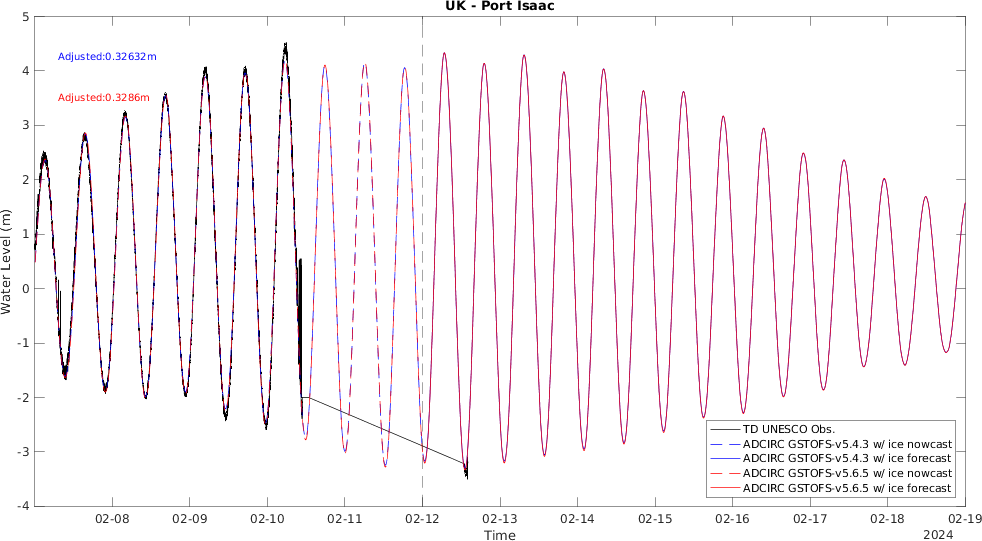 UK - Port Isaac
Adjusted:0.32632m
Adjusted:0.3286m
5
4
3
2
1
0
-1
-2
-3
-4
Water Level (m)
TD UNESCO Obs.
ADCIRC GSTOFS-v5.4.3 w/ ice nowcast
ADCIRC GSTOFS-v5.4.3 w/ ice forecast
ADCIRC GSTOFS-v5.6.5 w/ ice nowcast
ADCIRC GSTOFS-v5.6.5 w/ ice forecast
02-08 02-09 02-10 02-11 02-12 02-13 02-14 02-15 02-16 02-17 02-18 02-19
Time
2024